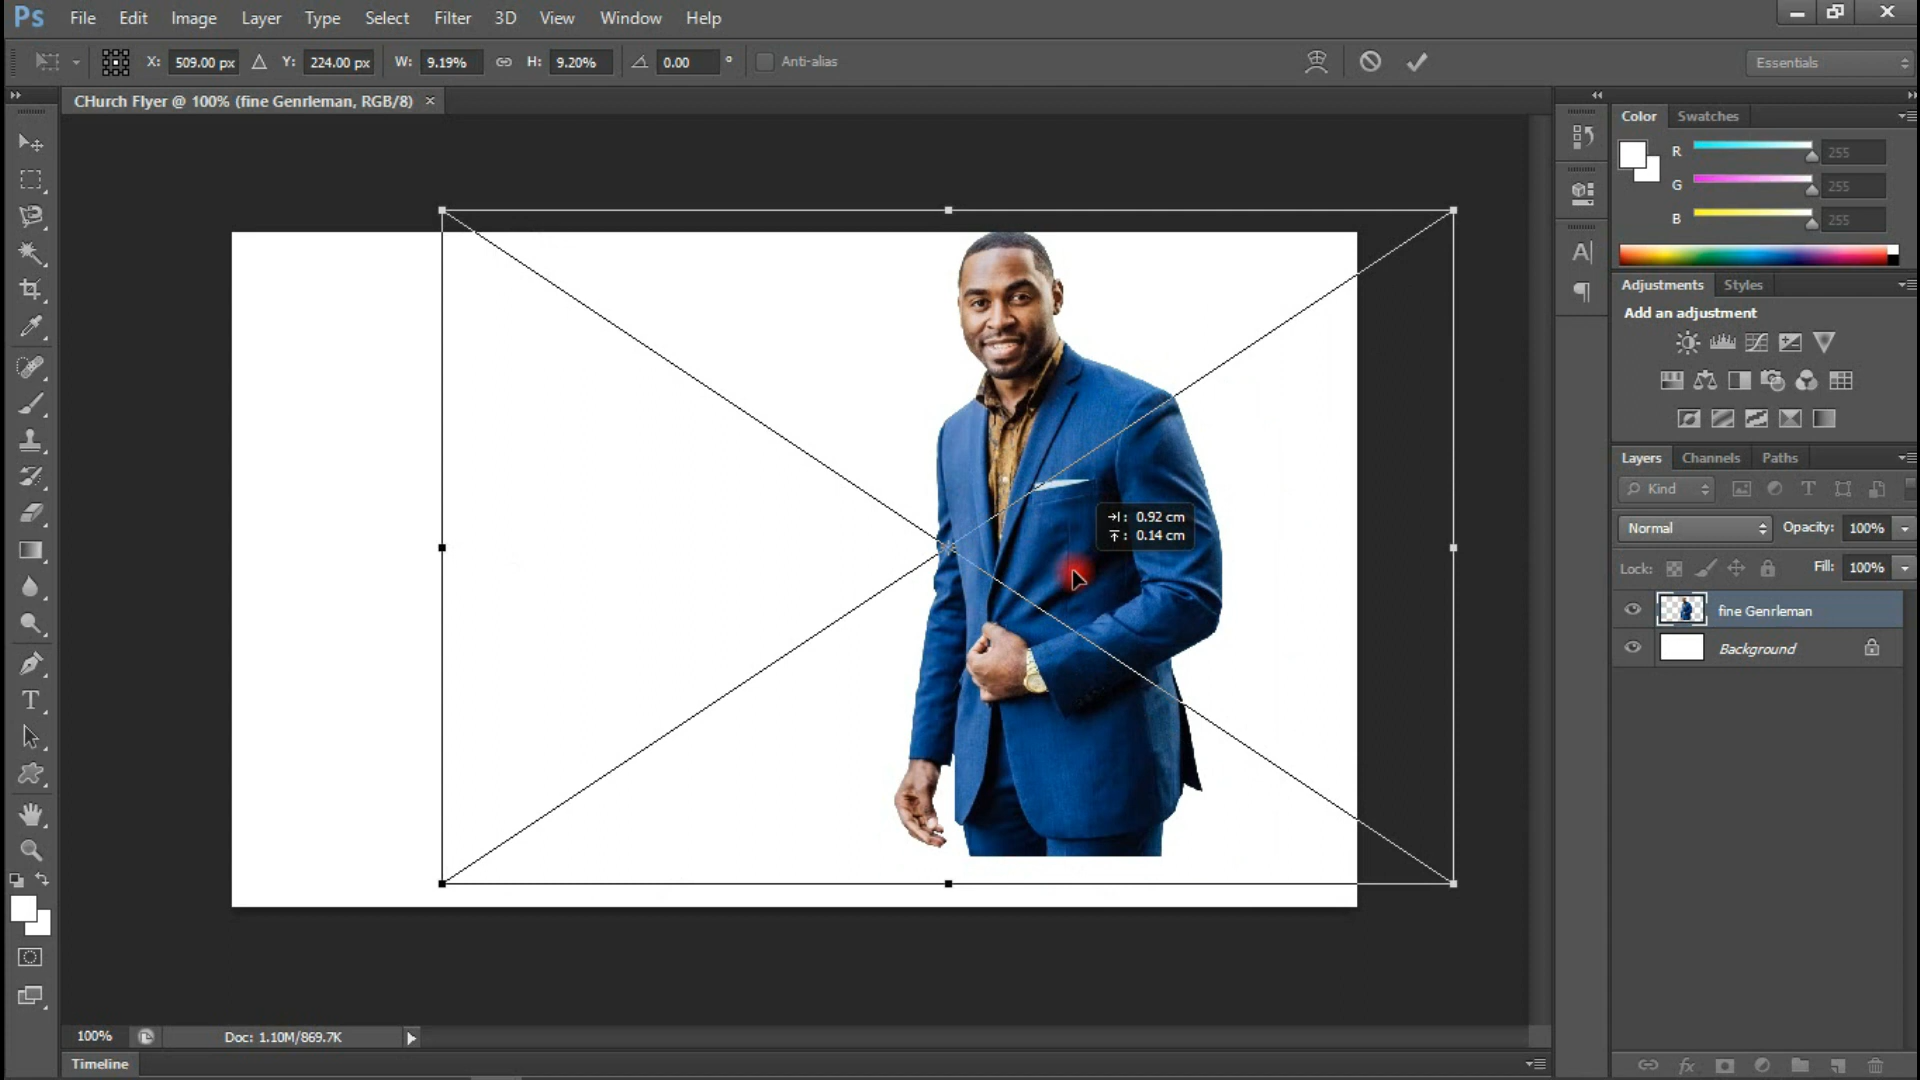 Ps File Edit Image Layer Type Select Filter 3D View Window Help
X: 509.00 px Y: 224.00 px W: 9.19% H: 9.20% 0.00 ° Anti-alias Essentials
CHurch Flyer @ 100% (fine Genrleman, RGB/8) ×
Color Swatches
R 255
G 255
B 255
Adjustments Styles
Add an adjustment
Layers Channels Paths
Kind
Normal Opacity: 100%
Lock: Fill: 100%
fine Genrleman
Background
0.92 cm
0.14 cm
100% Doc: 1.10M/869.7K
Timeline